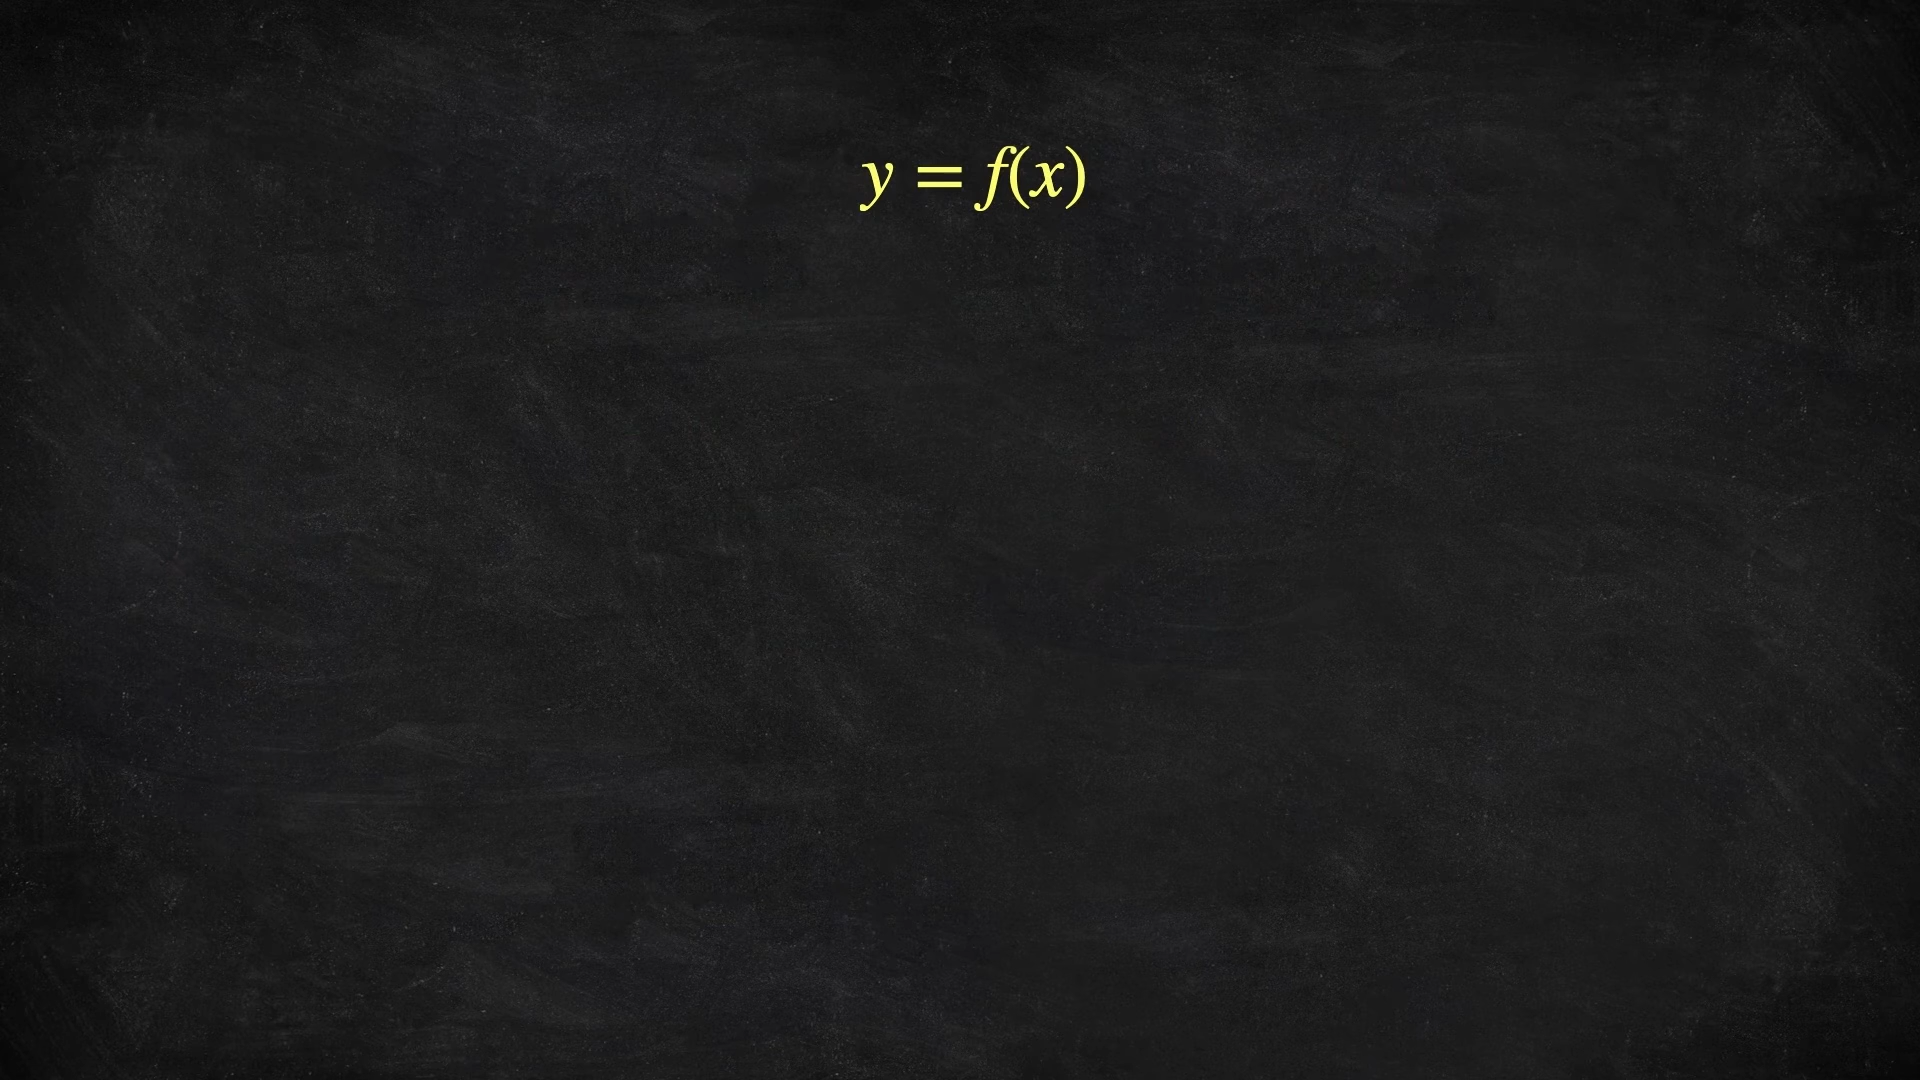 y = f(x)